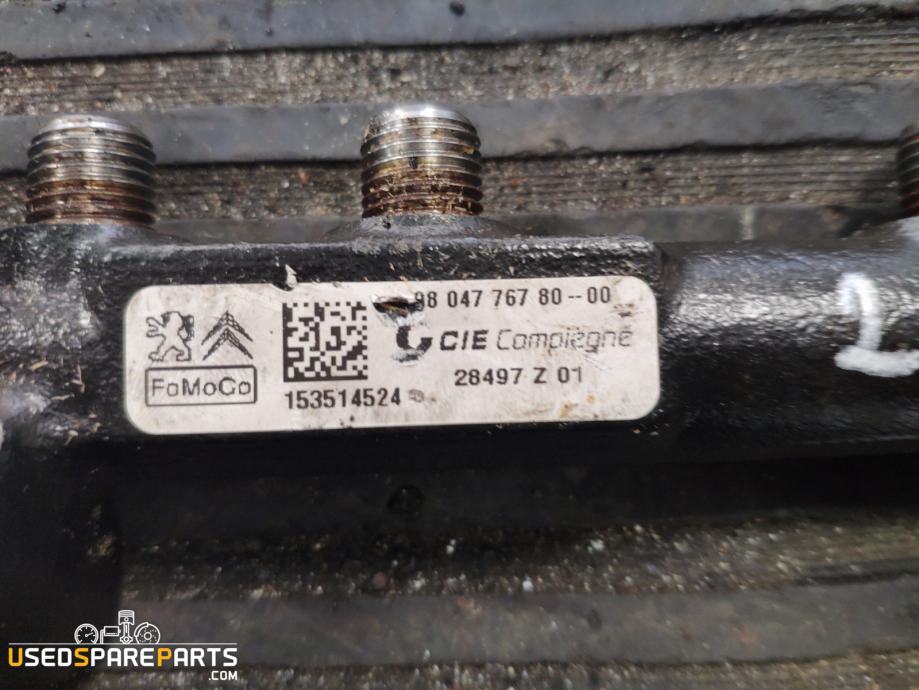 98 047 767 80--00
CIE Compiègne
FoMoCo
28497 Z 01
153514524
USEDSPAREPARTS
.COM